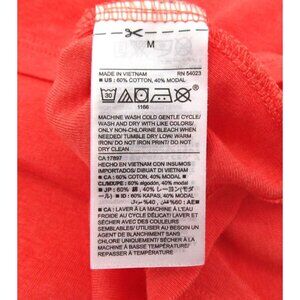 M
MADE IN VIETNAM RN 54023
■ US: 60% COTTON, 40% MODAL
30
1166
MACHINE WASH COLD GENTLE CYCLE/
WASH AND DRY WITH LIKE COLORS/
ONLY NON-CHLORINE BLEACH WHEN
NEEDED/ TUMBLE DRY LOW/ WARM
IRON/ DO NOT IRON PRINT/ DO NOT
DRY CLEAN
CA 17897
HECHO EN VIETNAM CON INSUMOS
IMPORTADOS/ DIBUAT DI VIETNAM
■ CA: 60% COTTON, 40% MODAL
■ CL/MX/PE: 60% algodón, 40% modal
■ JP: 綿 60%, 40%
■ ID: 60% KAPAS, 40% MODAL
■ AE
■ CA: LAVER À LA MACHINE À L'EAU
FROIDE AU CYCLE DÉLICAT/ LAVER ET
SÉCHER AVEC DES COULEURS
SEMBLABLES/ UTILISER AU BESOIN UN
AGENT DE BLANCHIMENT SANS
CHLORE UNIQUEMENT/ SÉCHER À LA
MACHINE À BASSE TEMPÉRATURE/
REPASSER À BASSE TEMPÉRATURE/